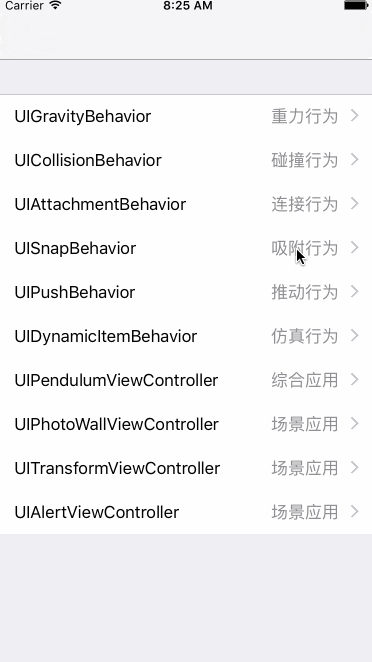 Carrier 8:25 AM
UIGravityBehavior 重力行为
UICollisionBehavior 碰撞行为
UIAttachmentBehavior 连接行为
UISnapBehavior 吸附行为
UIPushBehavior 推动行为
UIDynamicItemBehavior 仿真行为
UIPendulumViewController 综合应用
UIPhotoWallViewController 场景应用
UITransformViewController 场景应用
UIAlertViewController 场景应用